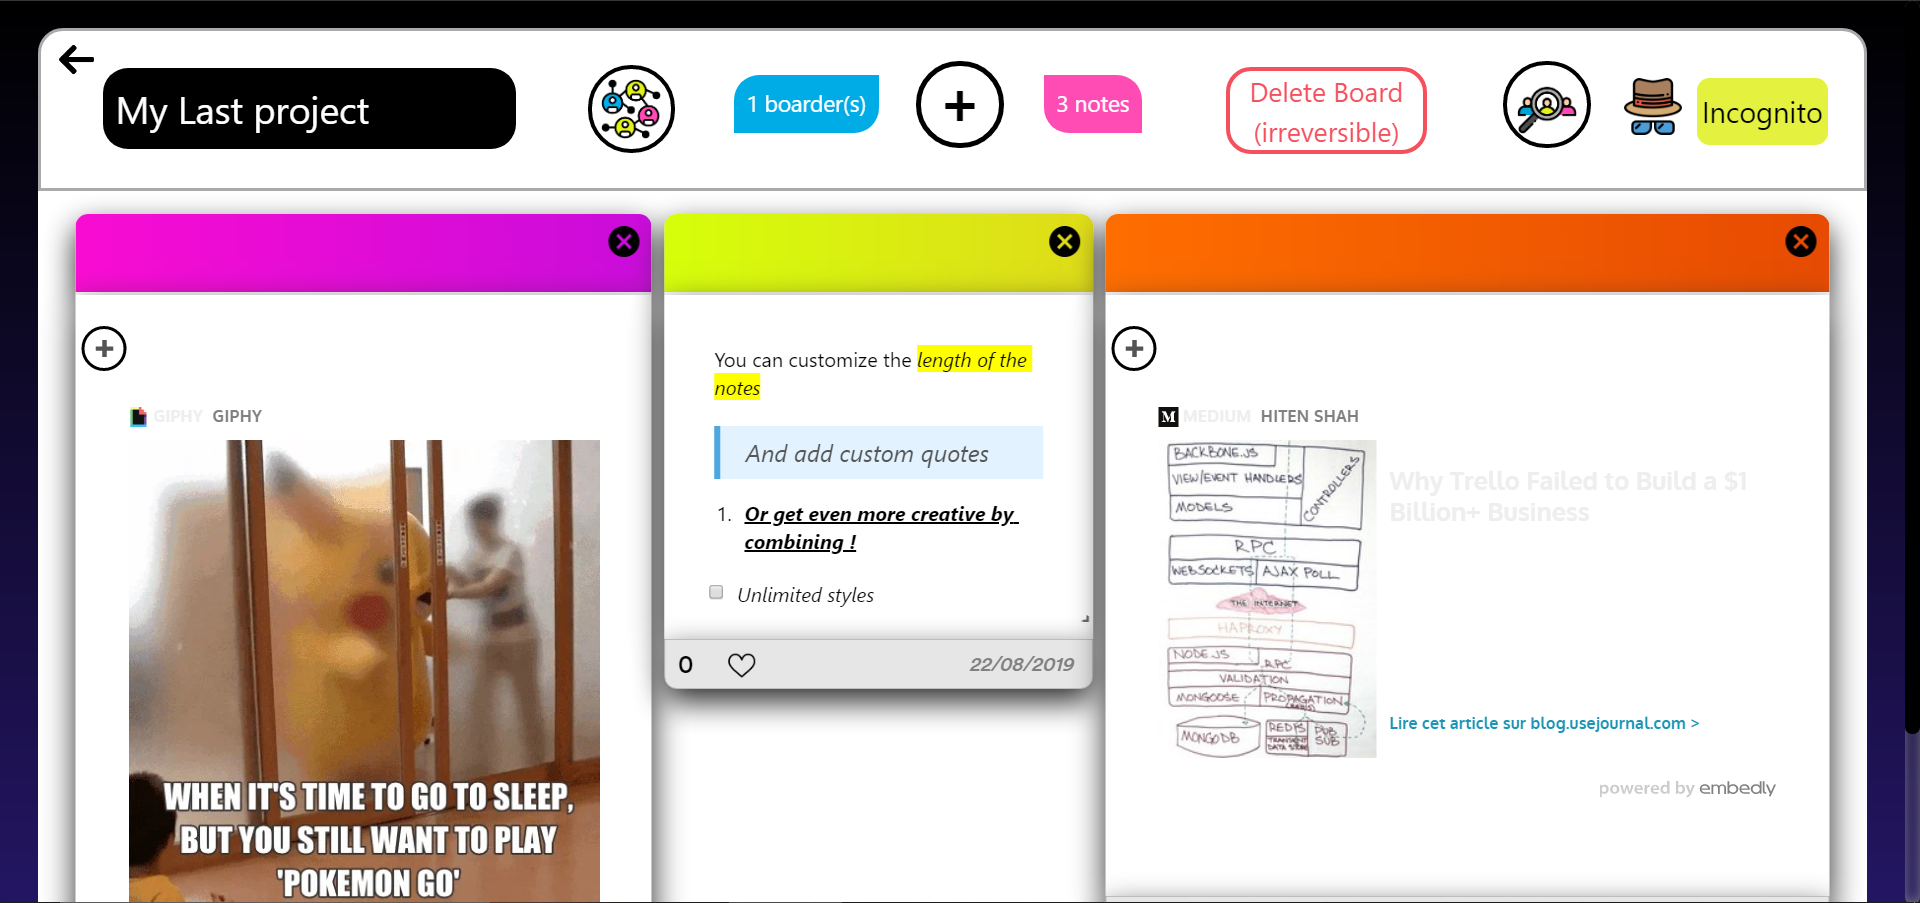 My Last project
1 boarder(s)
3 notes
Delete Board
(irreversible)
Incognito
GIPHY GIPHY
WHEN IT'S TIME TO GO TO SLEEP,
BUT YOU STILL WANT TO PLAY
'POKEMON GO'
You can customize the length of the
notes
And add custom quotes
1. Or get even more creative by
combining !
Unlimited styles
0
22/08/2019
M MEDIUM HITEN SHAH
BACKBONE.JS
VIEW/EVENT HANDLERS
MODELS
CONTROLLERS
RPC
WEBSOCKETS AJAX POLL
THE INTERNET
HAPROXY
NODE.JS
RPC
VALIDATION
MONGOOSE PROPAGATION
MONGODB
REDIS
TRANSIENT
DATA STORE
PUB
SUB
Why Trello Failed to Build a $1
Billion+ Business
Lire cet article sur blog.usejournal.com >
powered by embedly